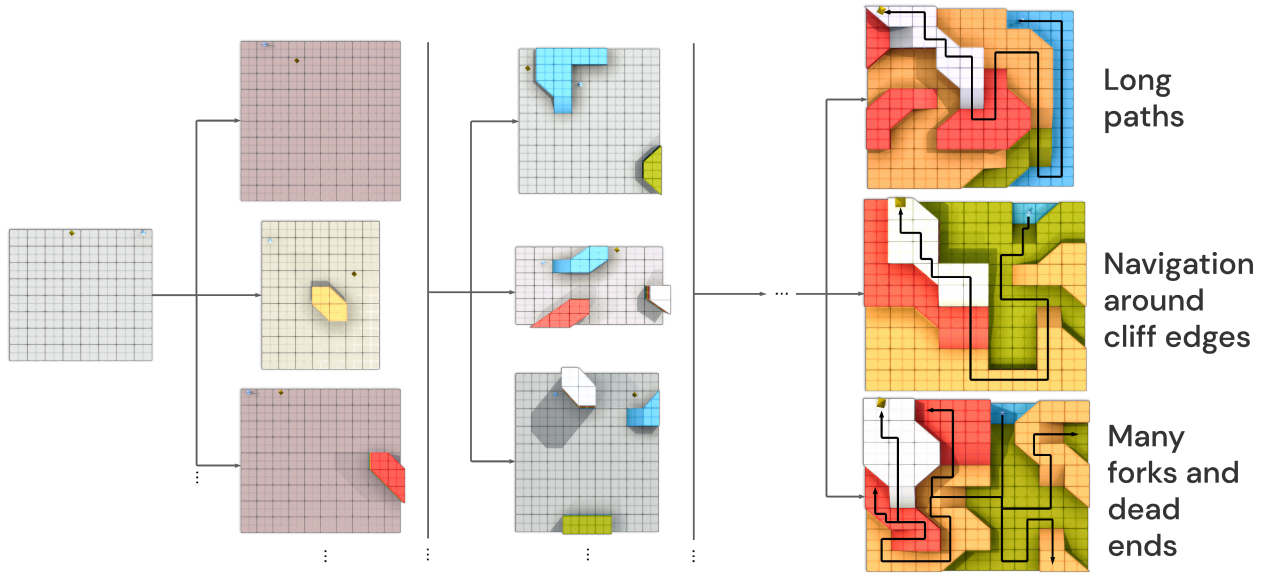 Long
paths
Navigation
around
cliff edges
Many
forks and
dead
ends